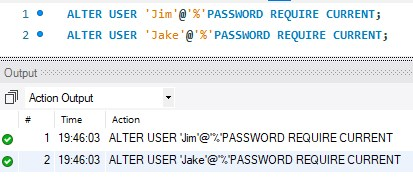 1 ALTER USER 'Jim'@'%'PASSWORD REQUIRE CURRENT;
2 ALTER USER 'Jake'@'%'PASSWORD REQUIRE CURRENT;
Output
Action Output
# Time Action
1 19:46:03 ALTER USER 'Jim'@'%'PASSWORD REQUIRE CURRENT
2 19:46:03 ALTER USER 'Jake'@'%'PASSWORD REQUIRE CURRENT